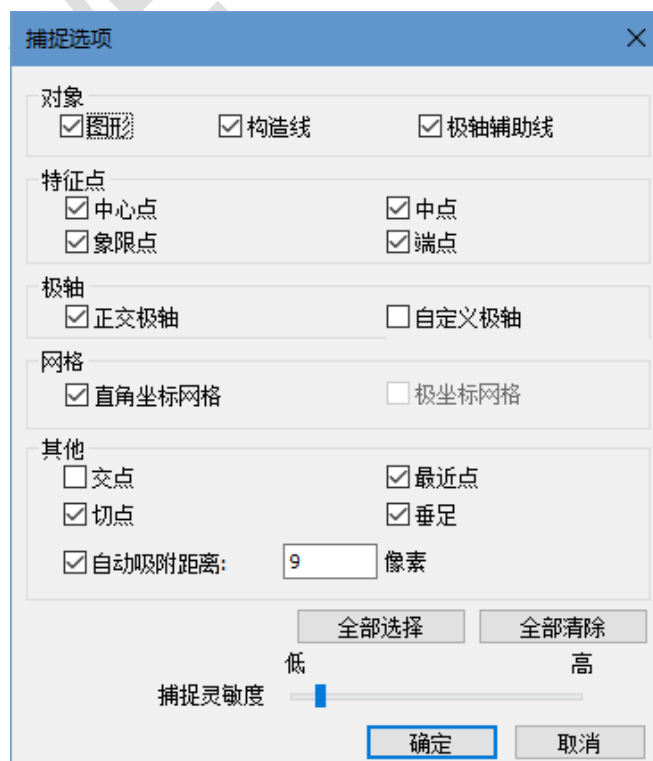 捕捉选项
对象
图形 构造线 极轴辅助线
特征点
中心点 中点
象限点 端点
极轴
正交极轴 自定义极轴
网格
直角坐标网格 极坐标网格
其他
交点 最近点
切点 垂足
自动吸附距离: 9 像素
全部选择 全部清除
低 高
捕捉灵敏度
确定 取消